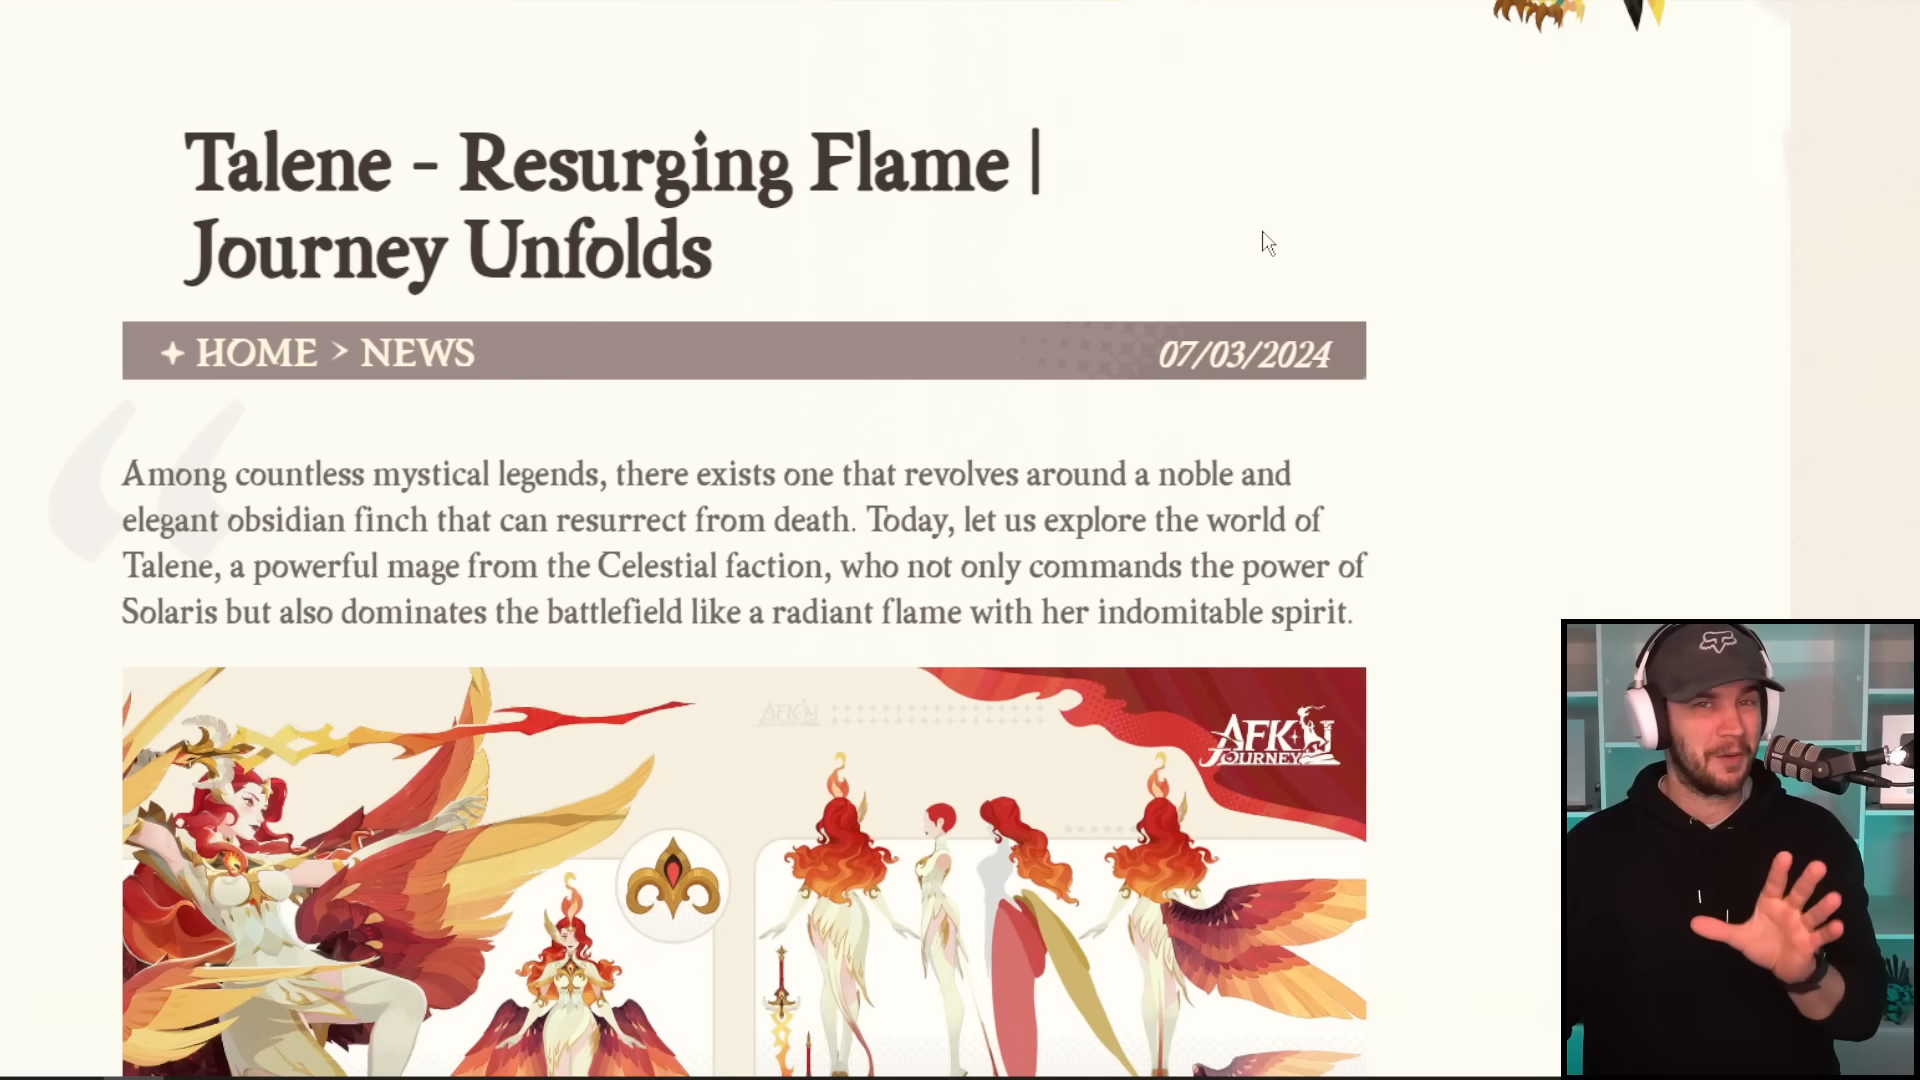 Talene - Resurging Flame |
Journey Unfolds
HOME > NEWS
07/03/2024
Among countless mystical legends, there exists one that revolves around a noble and
elegant obsidian finch that can resurrect from death. Today, let us explore the world of
Talene, a powerful mage from the Celestial faction, who not only commands the power of
Solaris but also dominates the battlefield like a radiant flame with her indomitable spirit.
AFK
JOURNEY